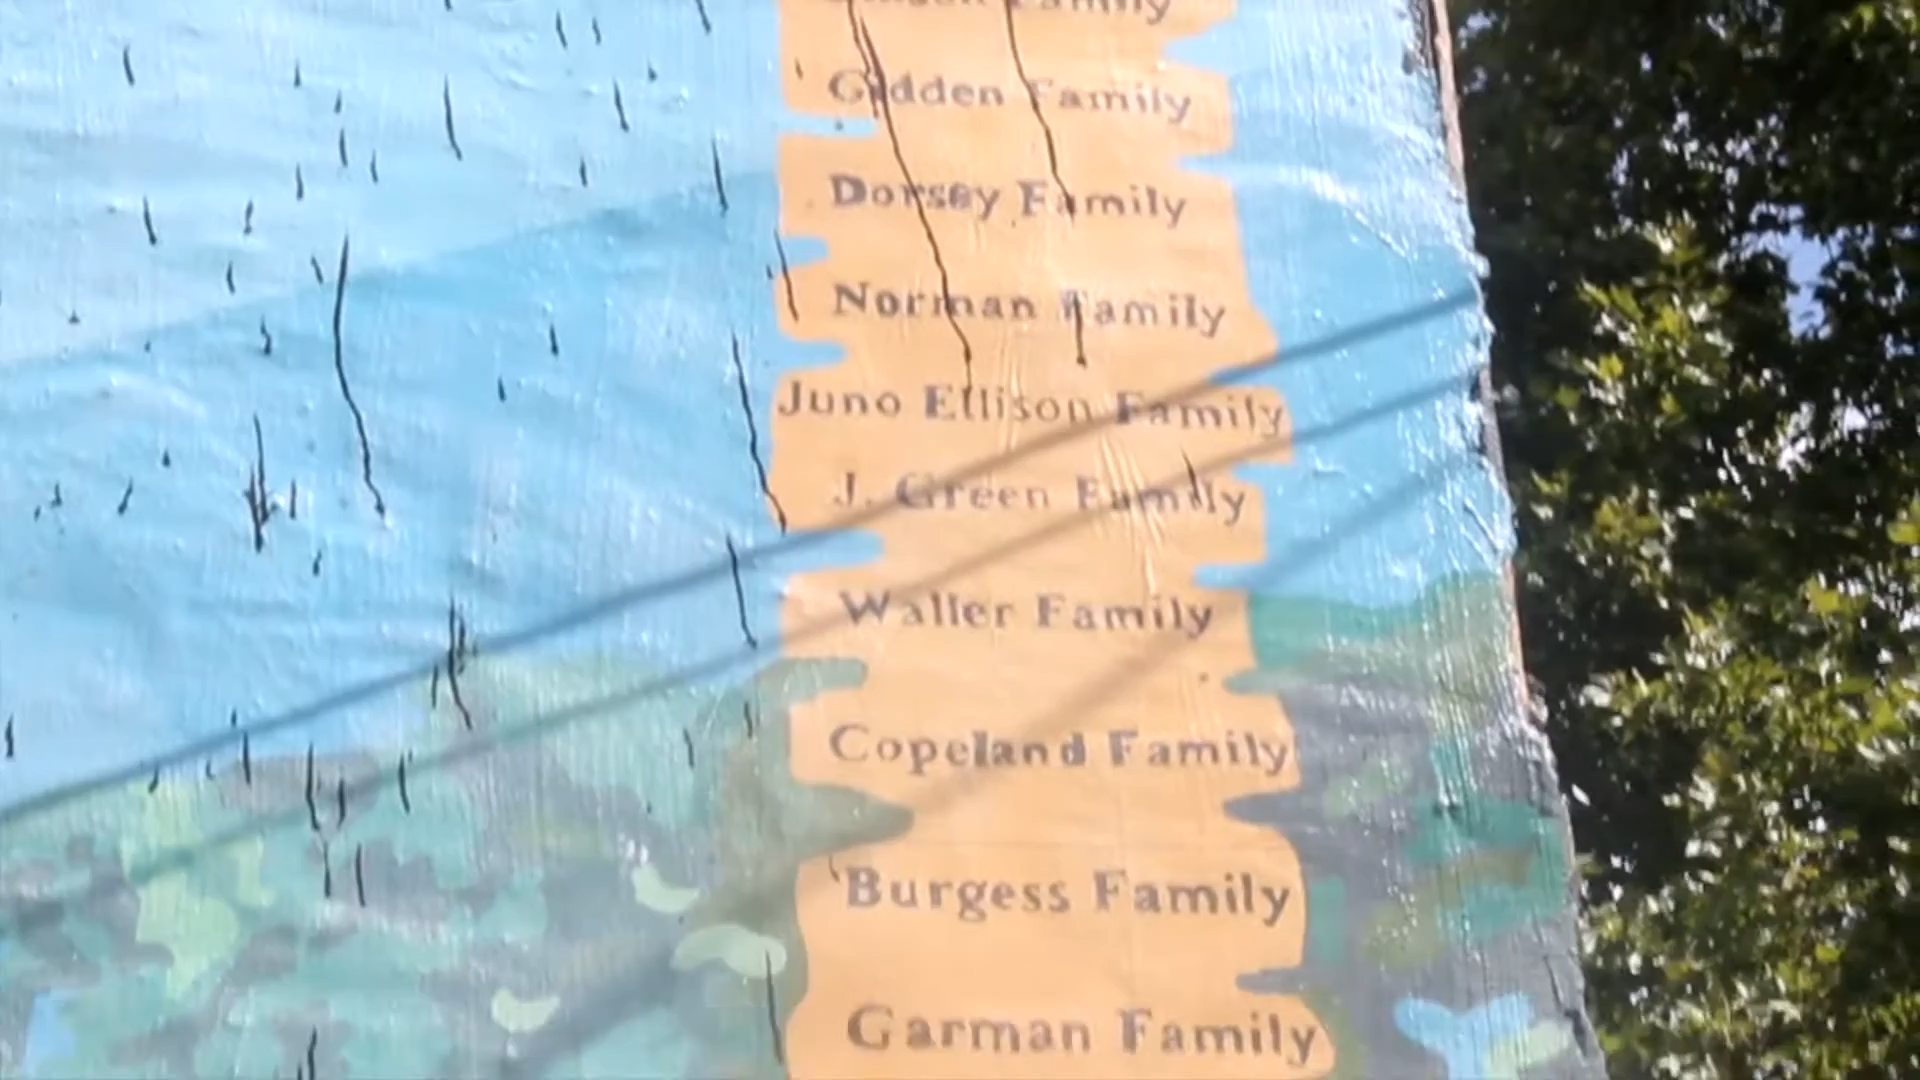 Family
Gidden Family
Dorsey Family
Norman Family
Juno Ellison Family
J. Green Family
Waller Family
Copeland Family
Burgess Family
Garman Family